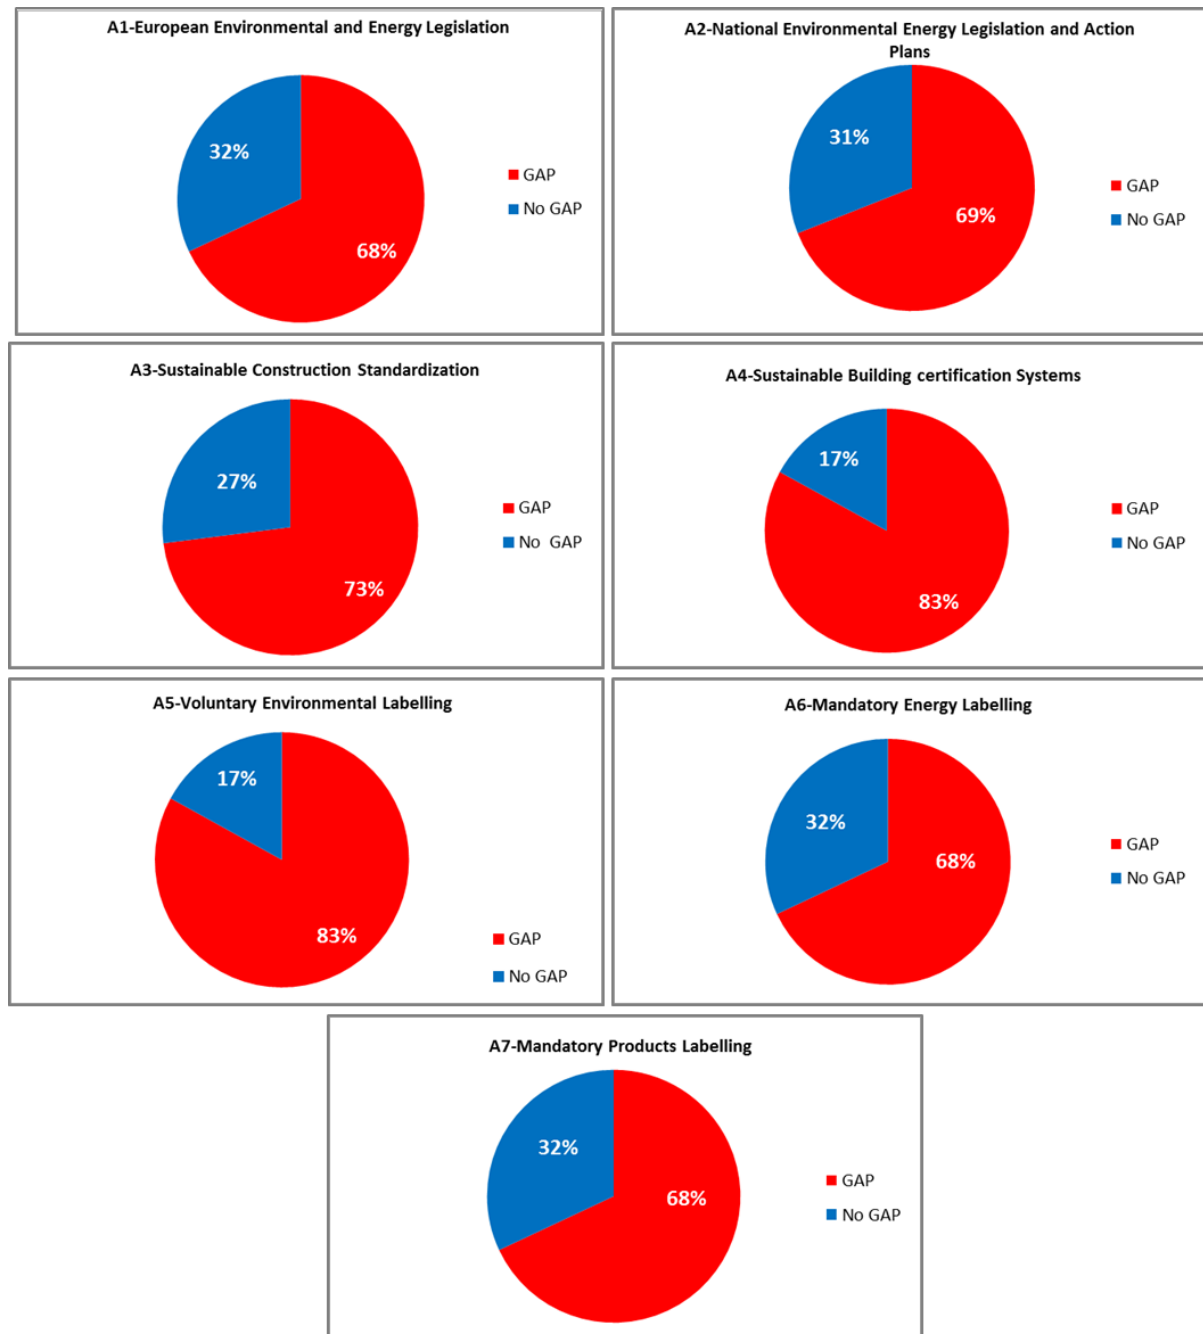 A1-European Environmental and Energy Legislation
32%
68%
GAP
No GAP
A2-National Environmental Energy Legislation and Action
Plans
31%
69%
GAP
No GAP
A3-Sustainable Construction Standardization
27%
73%
GAP
No  GAP
A4-Sustainable Building certification Systems
17%
83%
GAP
No GAP
A5-Voluntary Environmental Labelling
17%
83%
GAP
No GAP
A6-Mandatory Energy Labelling
32%
68%
GAP
No GAP
A7-Mandatory Products Labelling
32%
68%
GAP
No GAP